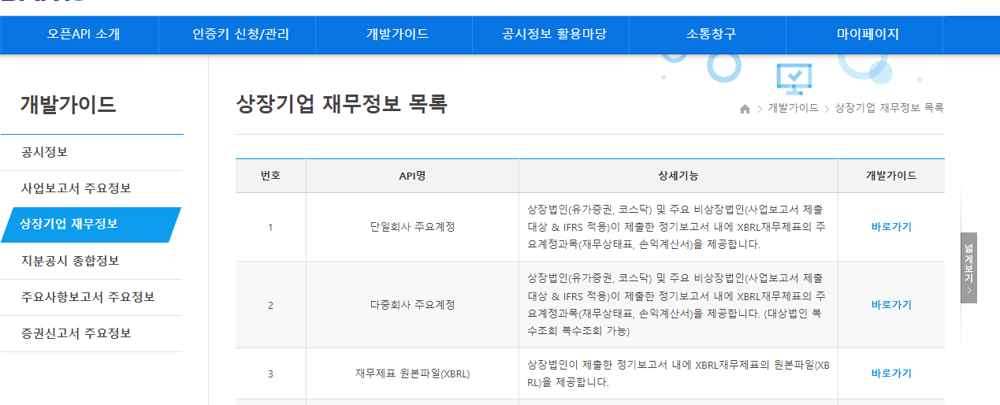 오픈API 소개
인증키 신청/관리
개발가이드
공시정보 활용마당
소통창구
마이페이지
개발가이드
공시정보
사업보고서 주요정보
상장기업 재무정보
지분공시 종합정보
주요사항보고서 주요정보
증권신고서 주요정보
상장기업 재무정보 목록
개발가이드 > 상장기업 재무정보 목록
번호 API명 상세기능 개발가이드
1
단일회사 주요계정
상장법인(유가증권, 코스닥) 및 주요 비상장법인(사업보고서 제출
대상 & IFRS 적용)이 제출한 정기보고서 내에 XBRL재무제표의 주
요계정과목(재무상태표, 손익계산서)을 제공합니다.
바로가기
2
다중회사 주요계정
상장법인(유가증권, 코스닥) 및 주요 비상장법인(사업보고서 제출
대상 & IFRS 적용)이 제출한 정기보고서 내에 XBRL재무제표의 주
요계정과목(재무상태표, 손익계산서)을 제공합니다. (대상법인 복
수조회 복수조회 가능)
바로가기
3
재무제표 원본파일(XBRL)
상장법인이 제출한 정기보고서 내에 XBRL재무제표의 원본파일(XB
RL)을 제공합니다.
바로가기
넓게보기